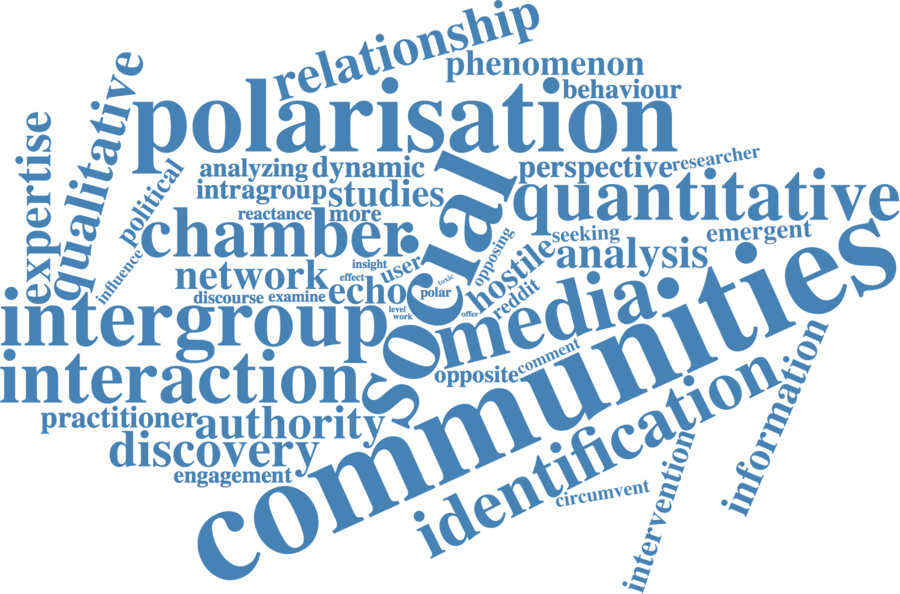 relationship
phenomenon
behaviour
polarisation
qualitative
expertise
political
influence
analyzing
dynamic
intragroup
studies
perspective
researcher
quantitative
reactance
more
chamber
social
opposing
hostile
seeking
emergent
analysis
network
insight
effect
user
toxic
discourse
examine
echo
polar
reddit
level
work
offer
intergroup
media
communities
interaction
opposite
comment
practitioner
authority
identification
information
discovery
engagement
circumvent
intervention